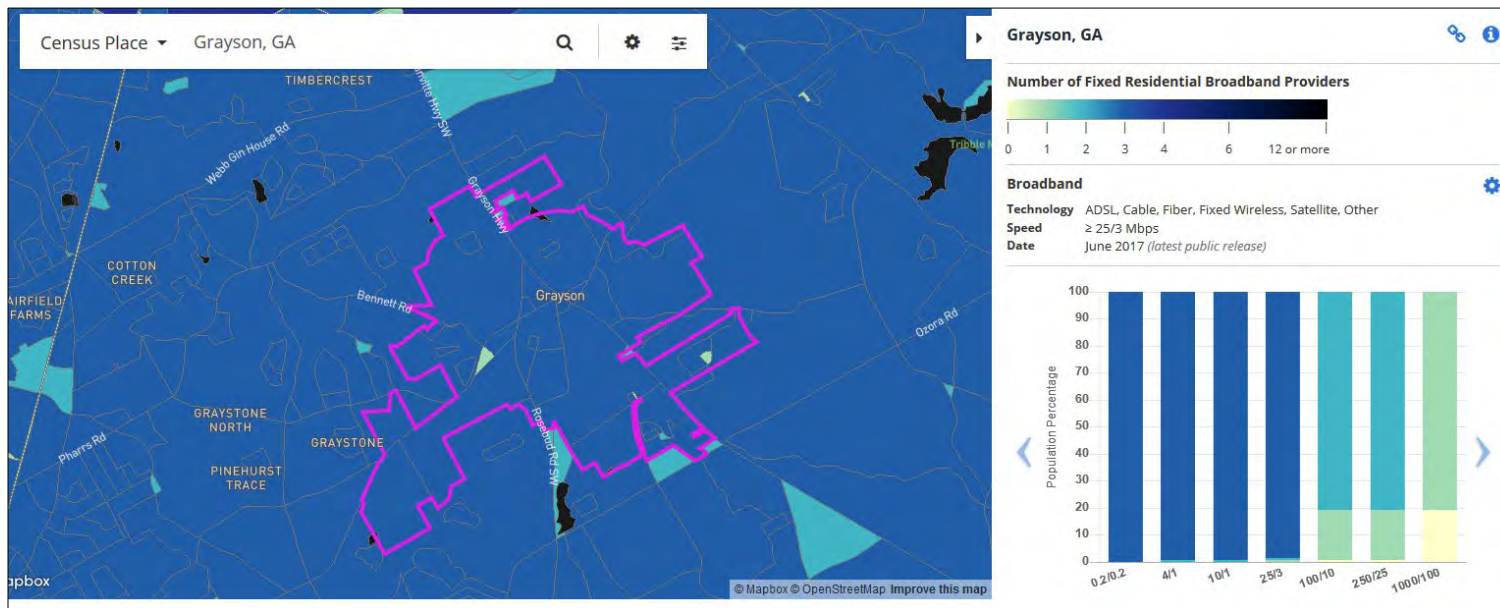 Census Place
Grayson, GA
TIMBERCREST
Webb Gin House Rd
Grayson Hwy
COTTON
CREEK
Bennett Rd
Grayson
FARMS
Ozora Rd
GRAYSTONE
NORTH
GRAYSTONE
Rosebud Rd SW
Pharrs Rd
PINEHURST
TRACE
© Mapbox © OpenStreetMap Improve this map
Grayson, GA
Number of Fixed Residential Broadband Providers
0 1 2 3 4 6 12 or more
Broadband
Technology ADSL, Cable, Fiber, Fixed Wireless, Satellite, Other
Speed ≥ 25/3 Mbps
Date June 2017 (latest public release)
Population Percentage
100
90
80
70
60
50
40
30
20
10
0
0.2/0.2 4/1 10/1 25/3 100/10 250/25 1000/100